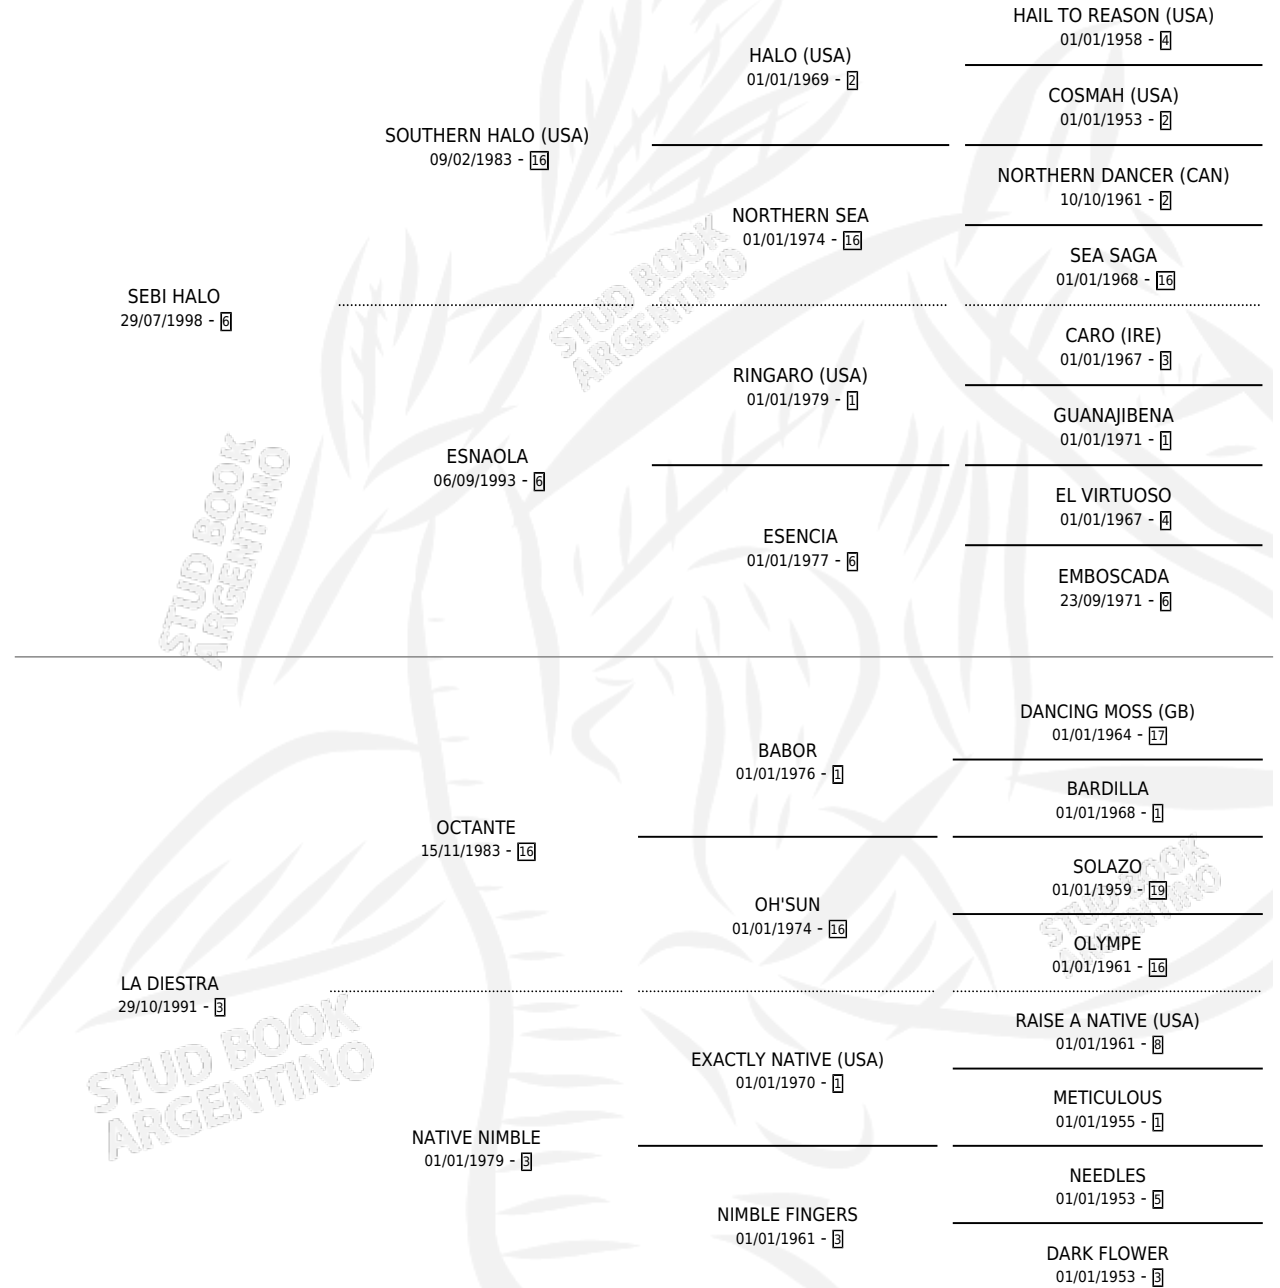 HAIL TO REASON (USA)
01/01/1958 - 4
HALO (USA)
01/01/1969 - 2
COSMAH (USA)
01/01/1953 - 2
SOUTHERN HALO (USA)
09/02/1983 - 16
NORTHERN DANCER (CAN)
10/10/1961 - 2
NORTHERN SEA
01/01/1974 - 16
SEA SAGA
01/01/1968 - 16
SEBI HALO
29/07/1998 - 6
CARO (IRE)
01/01/1967 - 3
RINGARO (USA)
01/01/1979 - 1
GUANAJIBENA
01/01/1971 - 1
ESNAOLA
06/09/1993 - 6
EL VIRTUOSO
01/01/1967 - 4
ESENCIA
01/01/1977 - 6
EMBOSCADA
23/09/1971 - 6
STUD BOOK
ARGENTINO
STUD BOOK
ARGENTINO
DANCING MOSS (GB)
01/01/1964 - 17
BABOR
01/01/1976 - 1
BARDILLA
01/01/1968 - 1
OCTANTE
15/11/1983 - 16
SOLAZO
01/01/1959 - 19
OH'SUN
01/01/1974 - 16
OLYMPE
01/01/1961 - 16
LA DIESTRA
29/10/1991 - 3
RAISE A NATIVE (USA)
01/01/1961 - 8
EXACTLY NATIVE (USA)
01/01/1970 - 1
METICULOUS
01/01/1955 - 1
NATIVE NIMBLE
01/01/1979 - 3
NEEDLES
01/01/1953 - 5
NIMBLE FINGERS
01/01/1961 - 3
DARK FLOWER
01/01/1953 - 3
STUD BOOK
ARGENTINO
STUD BOOK
ARGENTINO